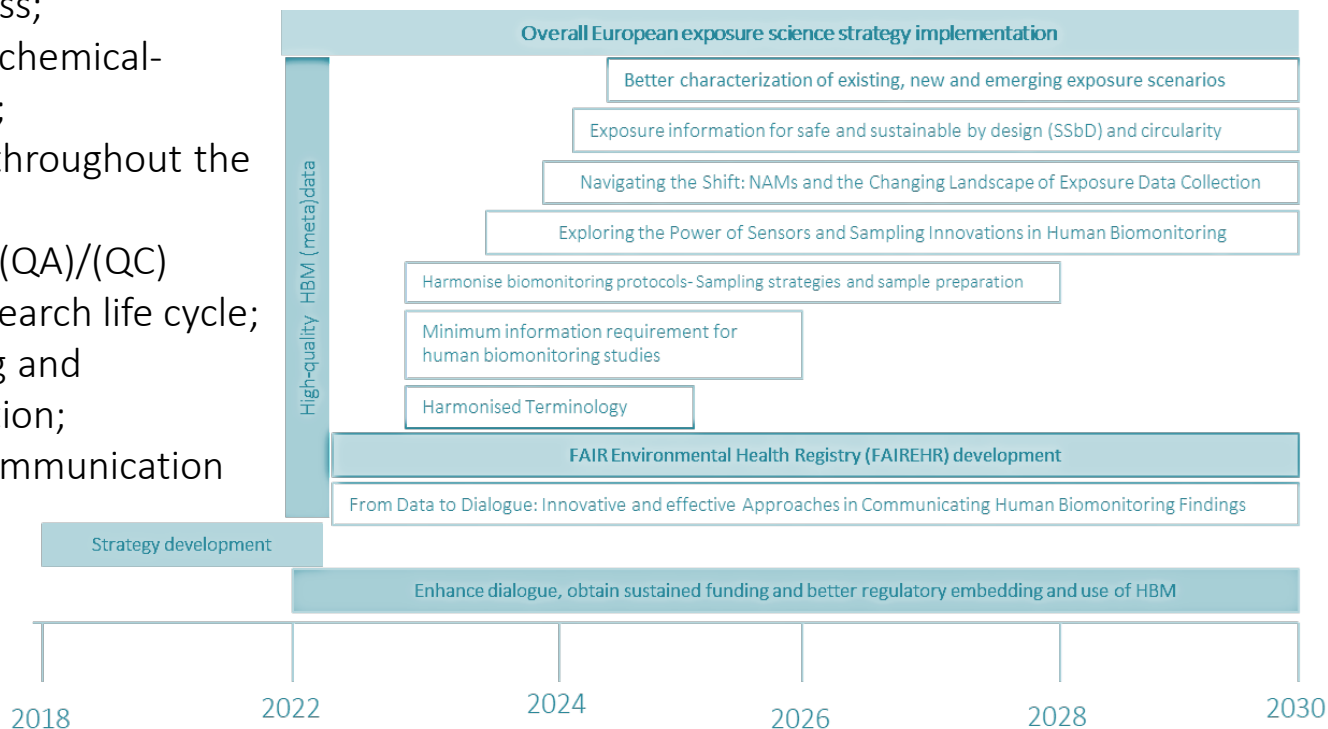 ss;
chemical-
;
throughout the
(QA)/(QC)
search life cycle;
g and
tion;
mmunication
Overall European exposure science strategy implementation
Better characterization of existing, new and emerging exposure scenarios
Exposure information for safe and sustainable by design (SSbD) and circularity
Navigating the Shift: NAMs and the Changing Landscape of Exposure Data Collection
Exploring the Power of Sensors and Sampling Innovations in Human Biomonitoring
Harmonise biomonitoring protocols- Sampling strategies and sample preparation
Minimum information requirement for
human biomonitoring studies
Harmonised Terminology
High-quality HBM (meta)data
FAIR Environmental Health Registry (FAIREHR) development
From Data to Dialogue: Innovative and effective Approaches in Communicating Human Biomonitoring Findings
Strategy development
Enhance dialogue, obtain sustained funding and better regulatory embedding and use of HBM
2018
2022
2024
2026
2028
2030